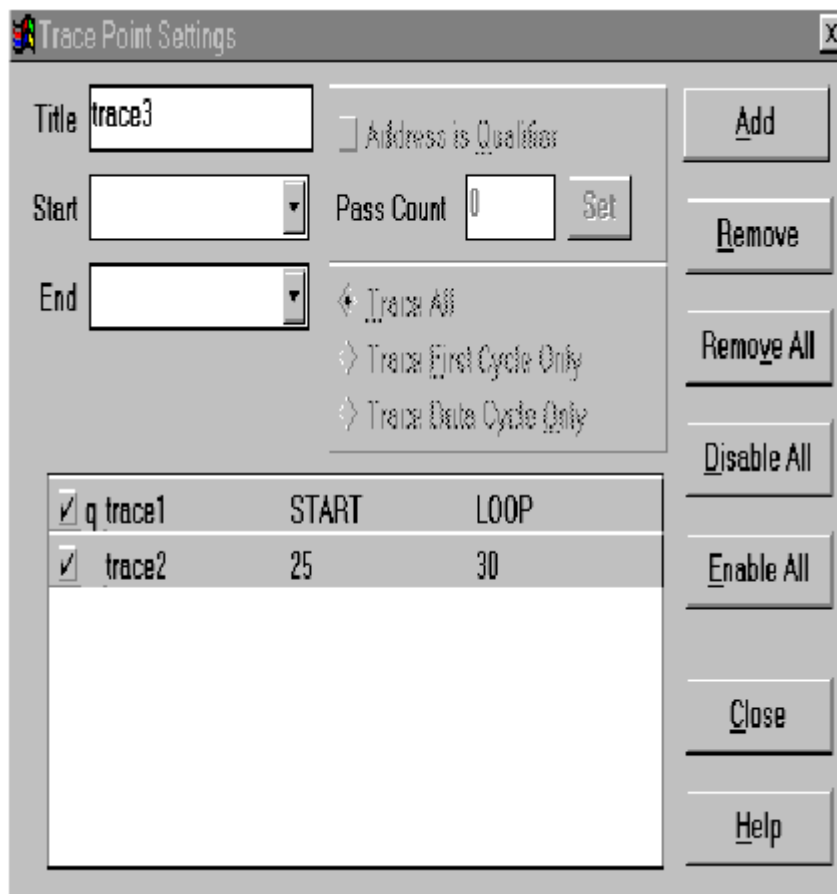 Trace Point Settings
Title trace3
Address is Qualifier
Add
Start
Pass Count 0 Set
Remove
End
Trace All
Trace First Cycle Only
Trace Data Cycle Only
Remove All
Disable All
q trace1 START LOOP
trace2 25 30
Enable All
Close
Help